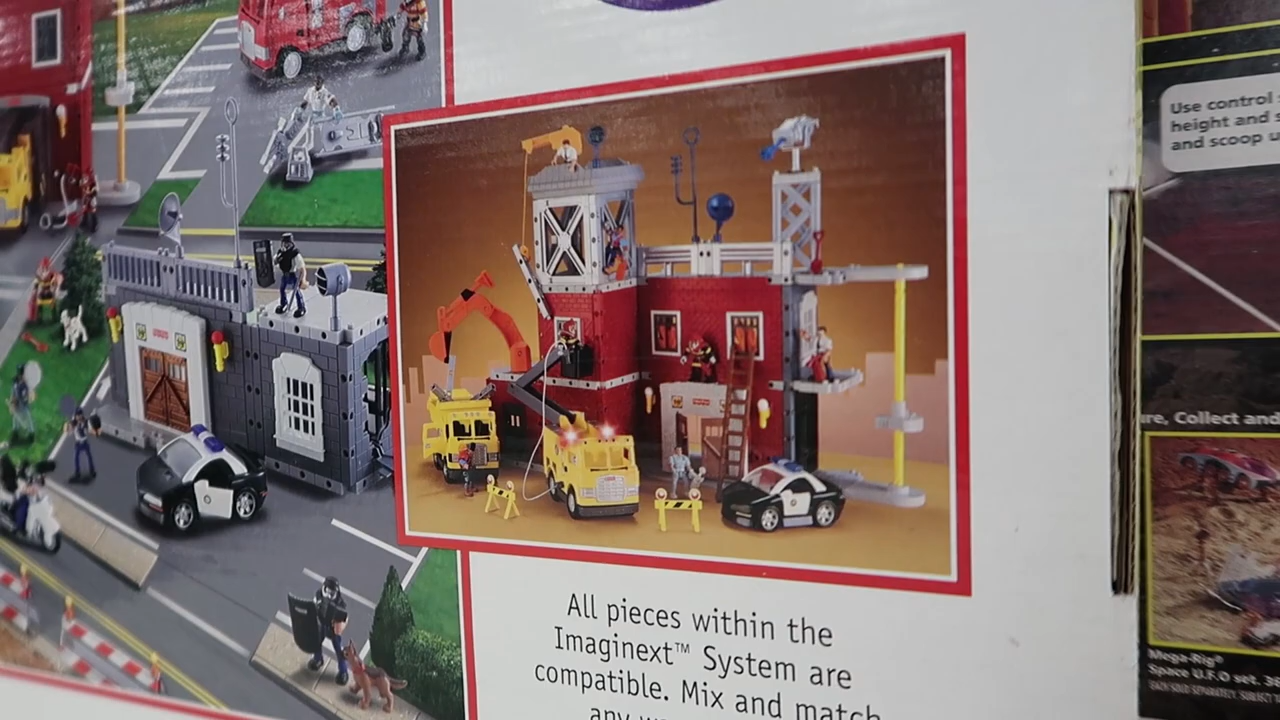 All pieces within the
Imaginext™ System are
compatible. Mix and match
any
Use control
height and
and scoop
Collect and
Mega-Rig®
Space U.F.O set.